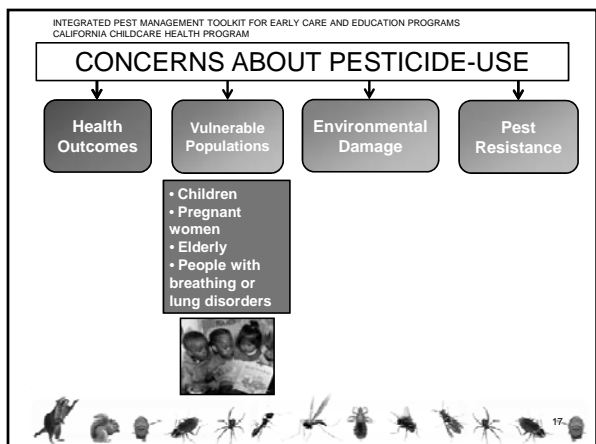 INTEGRATED PEST MANAGEMENT TOOLKIT FOR EARLY CARE AND EDUCATION PROGRAMS
CALIFORNIA CHILDCARE HEALTH PROGRAM
CONCERNS ABOUT PESTICIDE-USE
Health
Outcomes
Vulnerable
Populations
Environmental
Damage
Pest
Resistance
• Children
• Pregnant
women
• Elderly
• People with
breathing or
lung disorders
17